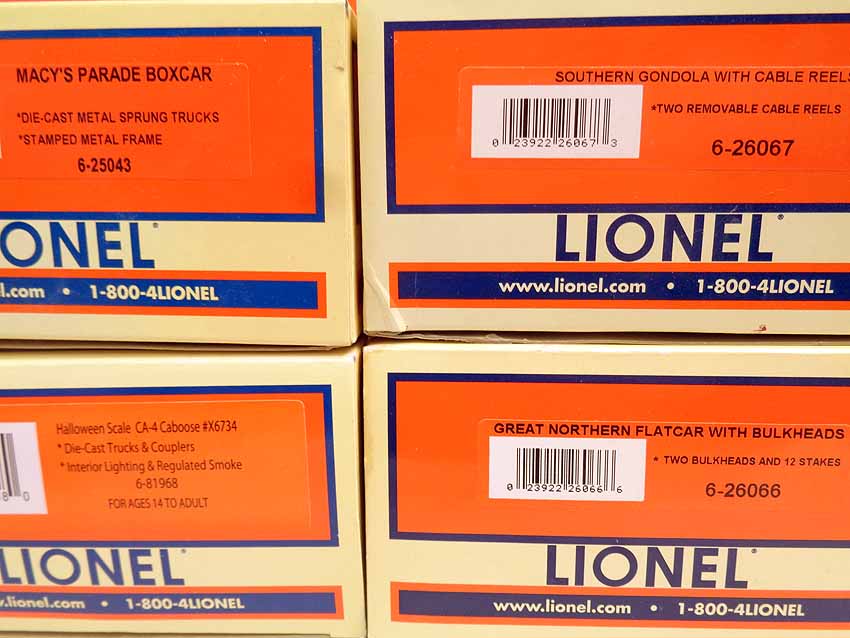 MACY'S PARADE BOXCAR
*DIE-CAST METAL SPRUNG TRUCKS
*STAMPED METAL FRAME
6-25043
ONEL
l.com • 1-800-4LIONEL
SOUTHERN GONDOLA WITH CABLE REELS
*TWO REMOVABLE CABLE REELS
0 23922 26067 3
6-26067
LIONEL
www.lionel.com • 1-800-4LIONEL
Halloween Scale CA-4 Caboose #X6734
* Die-Cast Trucks & Couplers
* Interior Lighting & Regulated Smoke
6-81968
FOR AGES 14 TO ADULT
8 0
LIONEL
w.lionel.com • 1-800-4LIONEL
GREAT NORTHERN FLATCAR WITH BULKHEADS
* TWO BULKHEADS AND 12 STAKES
0 23922 26066 6
6-26066
LIONEL
www.lionel.com • 1-800-4LIONEL